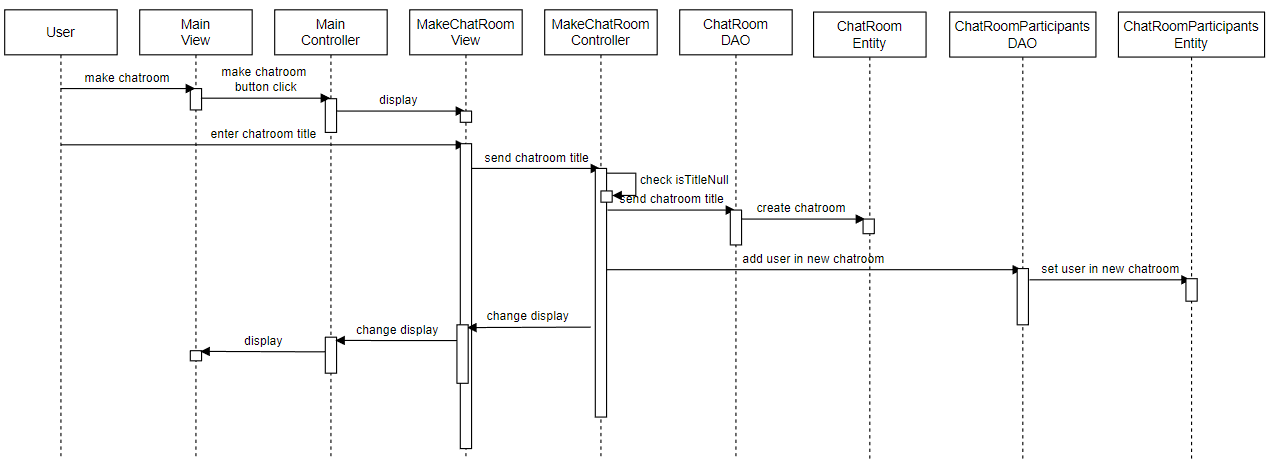 User
Main
View
Main
Controller
MakeChatRoom
View
MakeChatRoom
Controller
ChatRoom
DAO
ChatRoom
Entity
ChatRoomParticipants
DAO
ChatRoomParticipants
Entity
make chatroom
make chatroom
button click
display
enter chatroom title
send chatroom title
check isTitleNull
send chatroom title
create chatroom
add user in new chatroom
set user in new chatroom
change display
change display
display